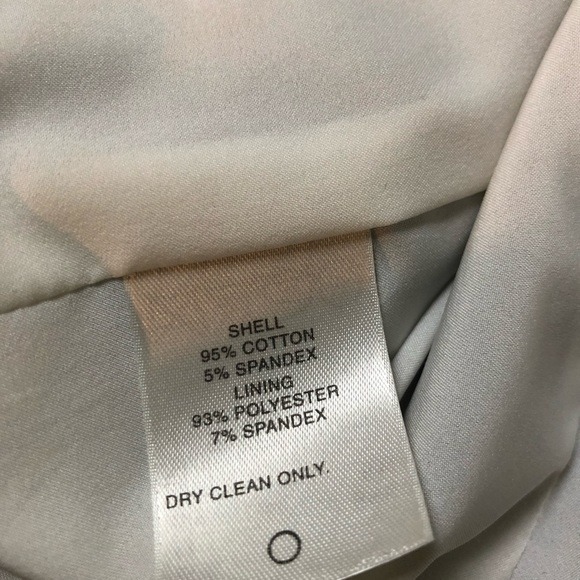 SHELL
95% COTTON
5% SPANDEX
LINING
93% POLYESTER
7% SPANDEX
DRY CLEAN ONLY.